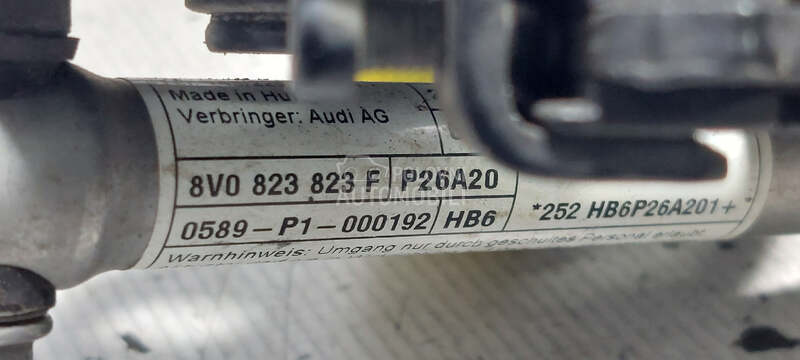 Made in Hu
Verbringer: Audi AG
8V0 823 823 F P26A20
0589-P1-000192 HB6
*252 HB6P26A201+
Warnhinweis: Umgang nur durch geschultes Personal erlaubt
AUTOMOBILI